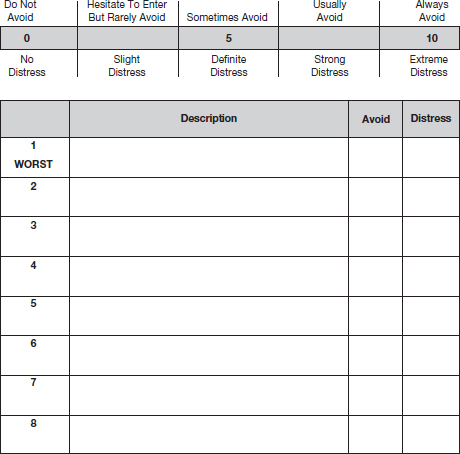 Do Not Hesitate To Enter Usually Always
Avoid But Rarely Avoid Sometimes Avoid Avoid Avoid
0 5 10
No Slight Definite Strong Extreme
Distress Distress Distress Distress Distress
Description Avoid Distress
1
WORST
2
3
4
5
6
7
8